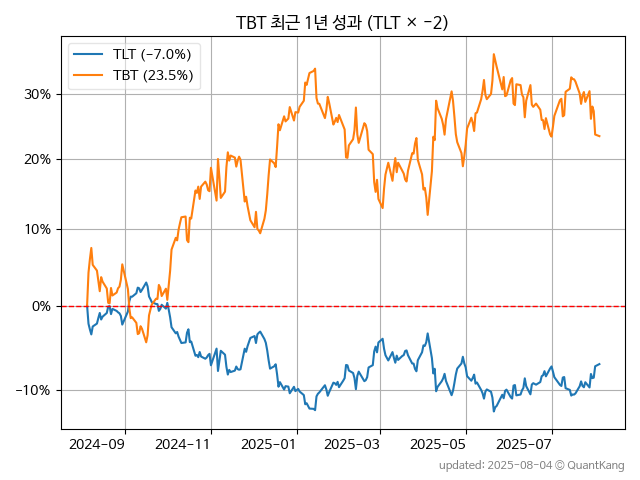 TBT 최근 1년 성과 (TLT × −2)
TLT (−7.0%)
TBT (23.5%)
30%
20%
10%
0%
−10%
2024-09 2024-11 2025-01 2025-03 2025-05 2025-07
updated: 2025-08-04 © QuantKang